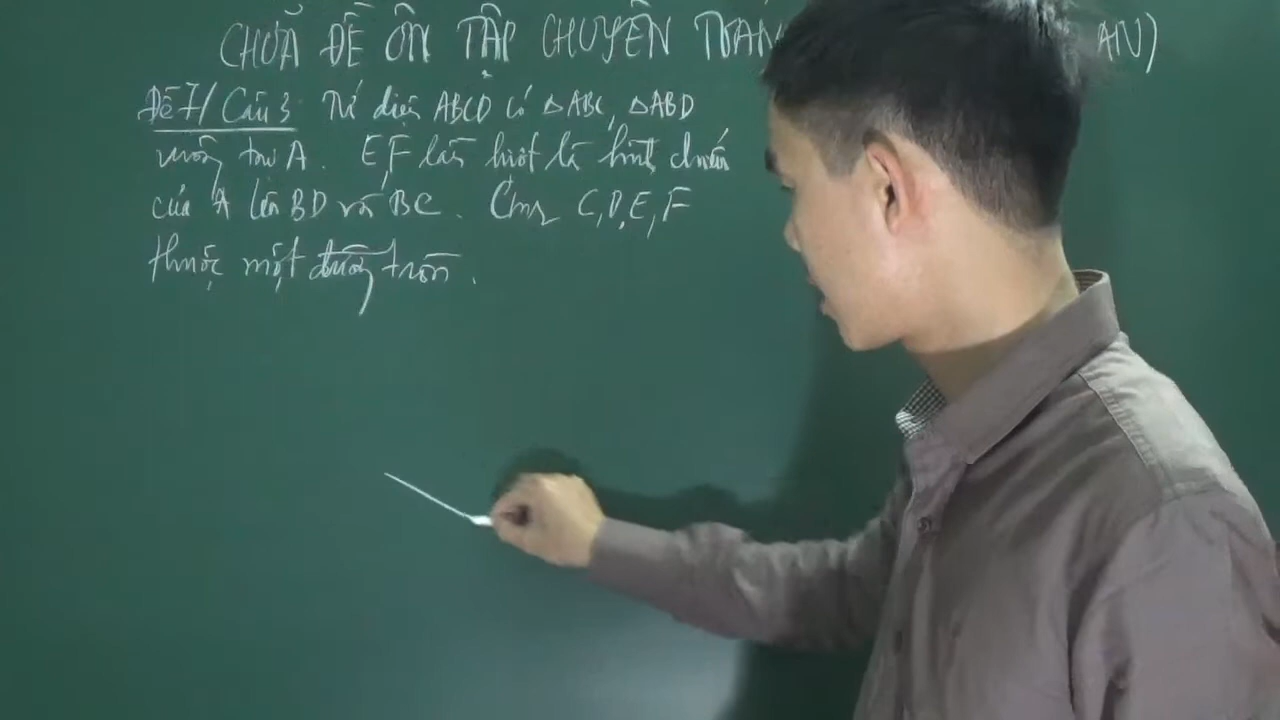 CHỮA ĐỀ ÔN TẬP CHUYÊN TOÁN AN)
Đề 7/ Câu 3: Tứ diện ABCD có △ABC, △ABD
vuông tại A. E, F lần lượt là hình chiếu
của A lên BD và BC. Cmr C, D, E, F
thuộc một đường tròn.